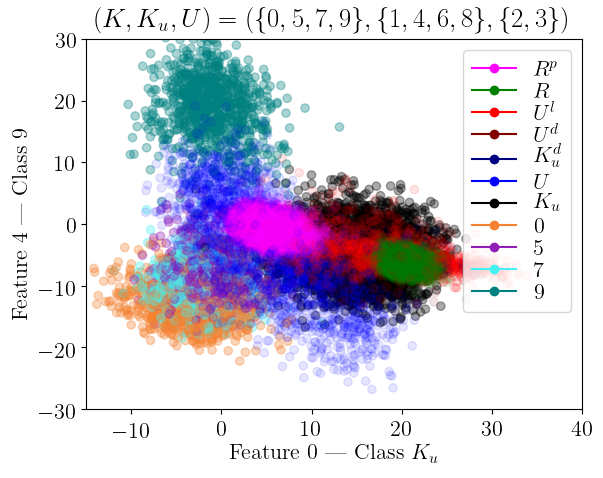 (K, K_u, U) = ({0, 5, 7, 9}, {1, 4, 6, 8}, {2, 3})
30
20
10
0
−10
−20
−30
Feature 4 — Class 9
R^p
R
U^l
U^d
K_u^d
U
K_u
0
5
7
9
−10
0
10
20
30
40
Feature 0 — Class K_u